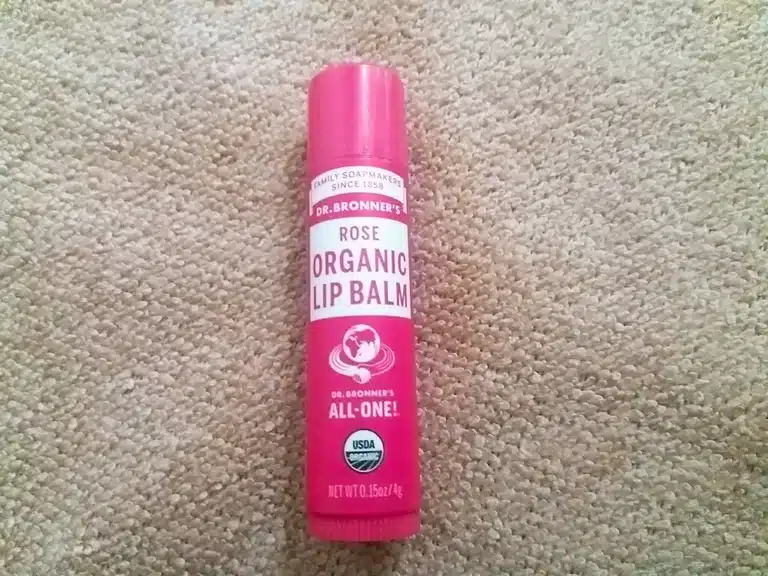 FAMILY SOAPMAKERS
SINCE 1858
DR. BRONNER'S
ROSE
ORGANIC
LIP BALM
DR. BRONNER'S
ALL-ONE!
USDA
ORGANIC
NET WT 0.15oz/4g